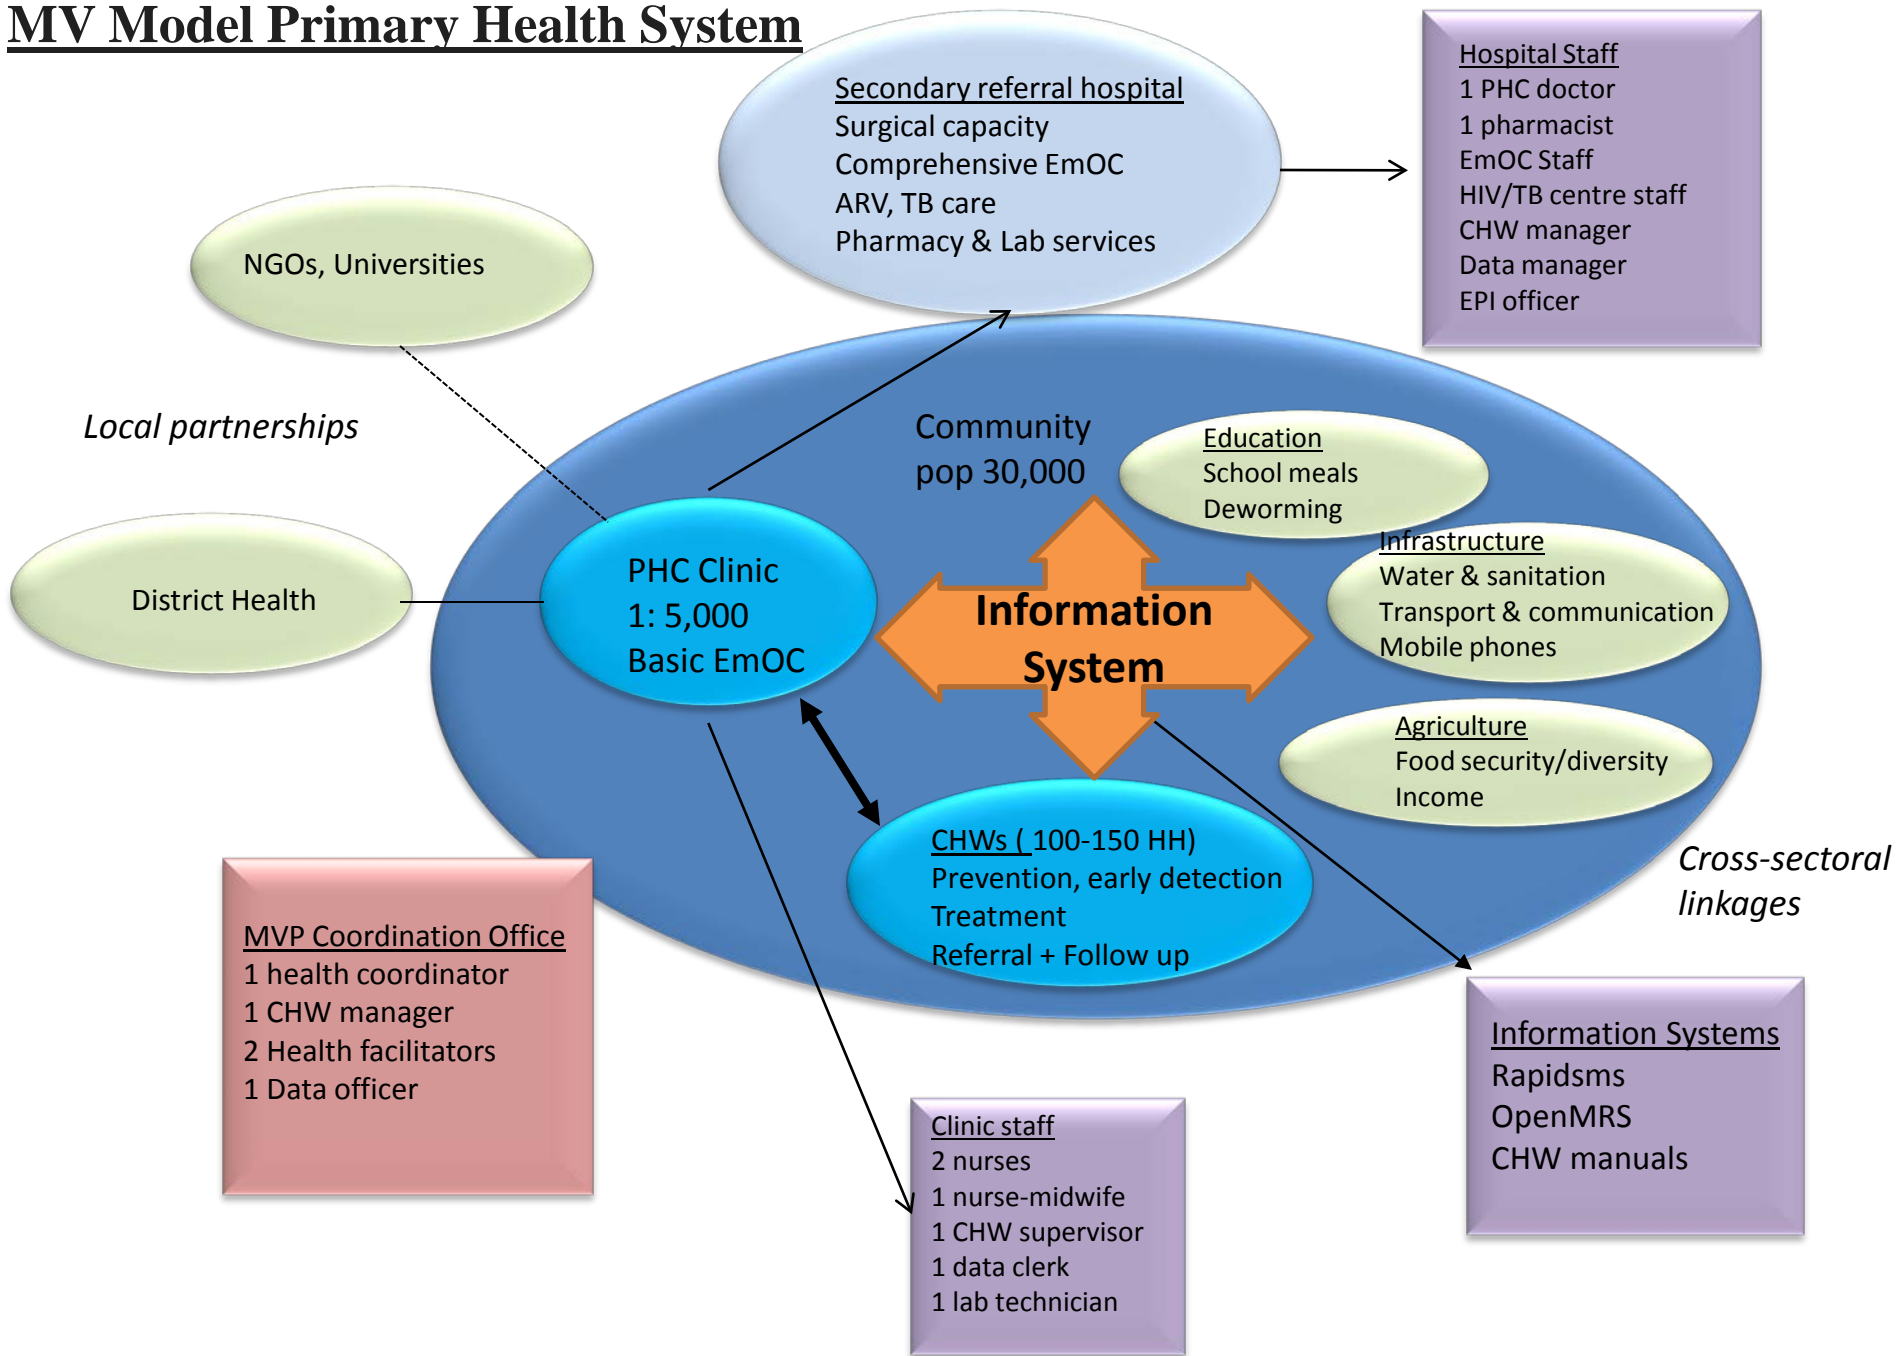 MV Model Primary Health System
Secondary referral hospital
Surgical capacity
Comprehensive EmOC
ARV, TB care
Pharmacy & Lab services
Hospital Staff
1 PHC doctor
1 pharmacist
EmOC Staff
HIV/TB centre staff
CHW manager
Data manager
EPI officer
NGOs, Universities
Local partnerships
District Health
Community
pop 30,000
PHC Clinic
1: 5,000
Basic EmOC
Information
System
Education
School meals
Deworming
Infrastructure
Water & sanitation
Transport & communication
Mobile phones
Agriculture
Food security/diversity
Income
CHWs ( 100-150 HH)
Prevention, early detection
Treatment
Referral + Follow up
Cross-sectoral
linkages
MVP Coordination Office
1 health coordinator
1 CHW manager
2 Health facilitators
1 Data officer
Clinic staff
2 nurses
1 nurse-midwife
1 CHW supervisor
1 data clerk
1 lab technician
Information Systems
Rapidsms
OpenMRS
CHW manuals